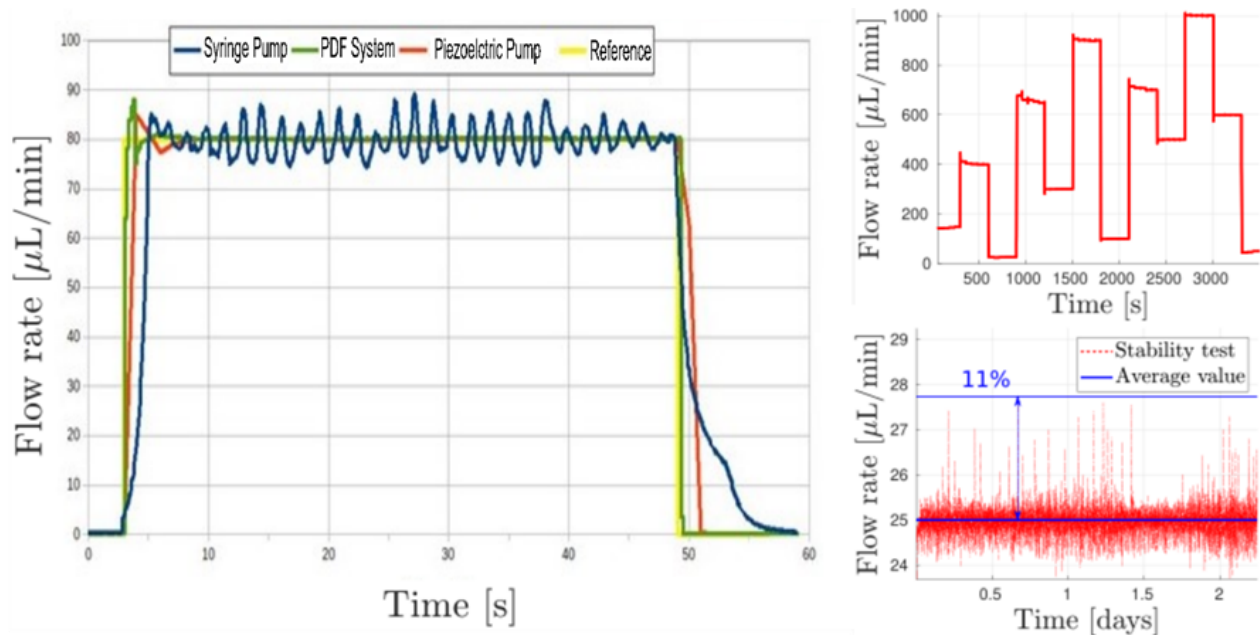 Syringe Pump PDF System Piezoelctric Pump Reference
100
90
80
70
60
50
40
30
20
10
0
0 10 20 30 40 50 60
Flow rate [μL/min]
Time [s]
1000
800
600
400
200
0
500 1000 1500 2000 2500 3000
Flow rate [μL/min]
Time [s]
29
28
27
26
25
24
0.5 1 1.5 2
Stability test
Average value
11%
Flow rate [μL/min]
Time [days]